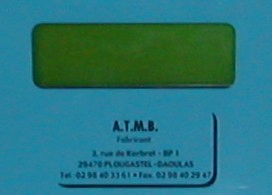 A.T.M.B.
Fabricant
3, rue de Kerbrat - BP 1
29470 PLOUGASTEL-DAOULAS
Tel 02 98 40 33 61 • Fax. 02 98 40 29 47